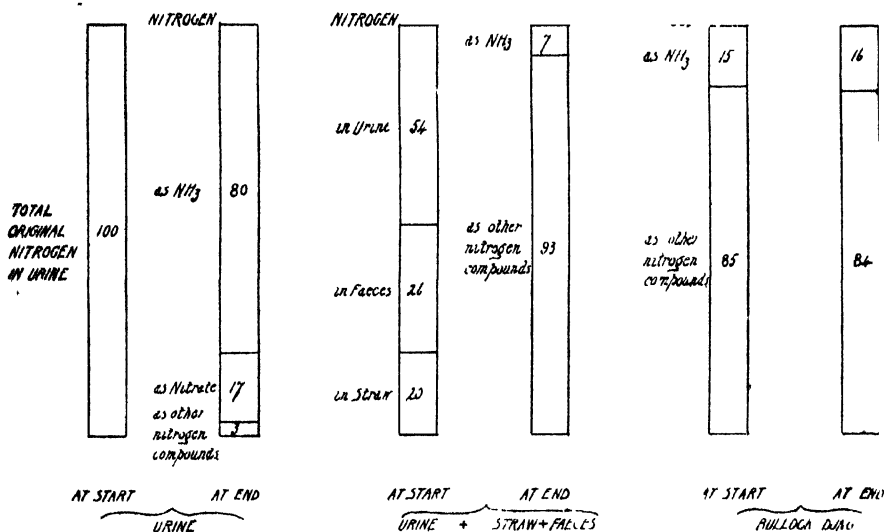 NITROGEN
TOTAL
ORIGINAL
NITROGEN
IN URINE
100
as NH3
80
as Nitrate
17
as other
nitrogen
compounds
3
AT START
AT END
URINE
NITROGEN
in Urine
54
in Faeces
26
in Straw
20
as NH3
7
as other
nitrogen
compounds
93
AT START
AT END
URINE + STRAW+FAECES
as NH3
15
16
as other
nitrogen
compounds
85
84
AT START
AT END
BULLOCK DUNG